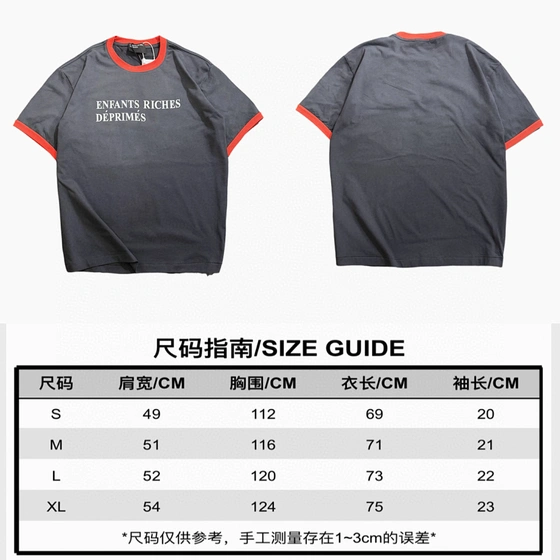 ENFANTS RICHES
DÉPRIMÉS
尺码指南/SIZE GUIDE
尺码 肩宽/CM 胸围/CM 衣长/CM 袖长/CM
S 49 112 69 20
M 51 116 71 21
L 52 120 73 22
XL 54 124 75 23
*尺码仅供参考，手工测量存在1~3cm的误差*